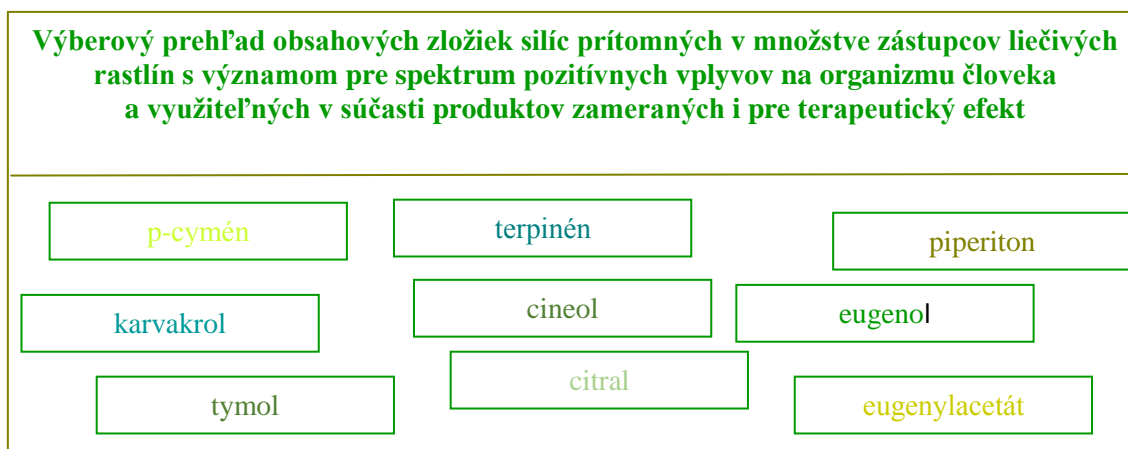 Výberový prehľad obsahových zložiek silíc prítomných v množstve zástupcov liečivých
rastlín s významom pre spektrum pozitívnych vplyvov na organizmu človeka
a využiteľných v súčasti produktov zameraných i pre terapeutický efekt
p-cymén
terpinén
piperiton
karvakrol
cineol
eugenol
tymol
citral
eugenylacetát